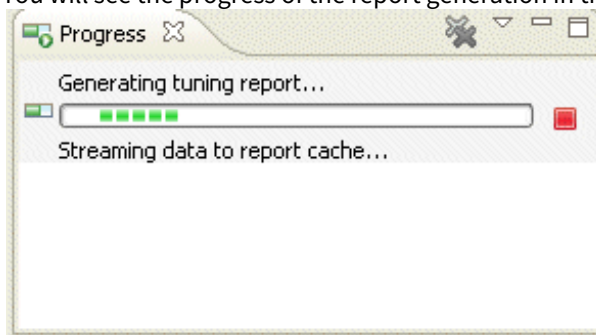 You will see the progress of the report generation in th
Progress
Generating tuning report...
Streaming data to report cache...